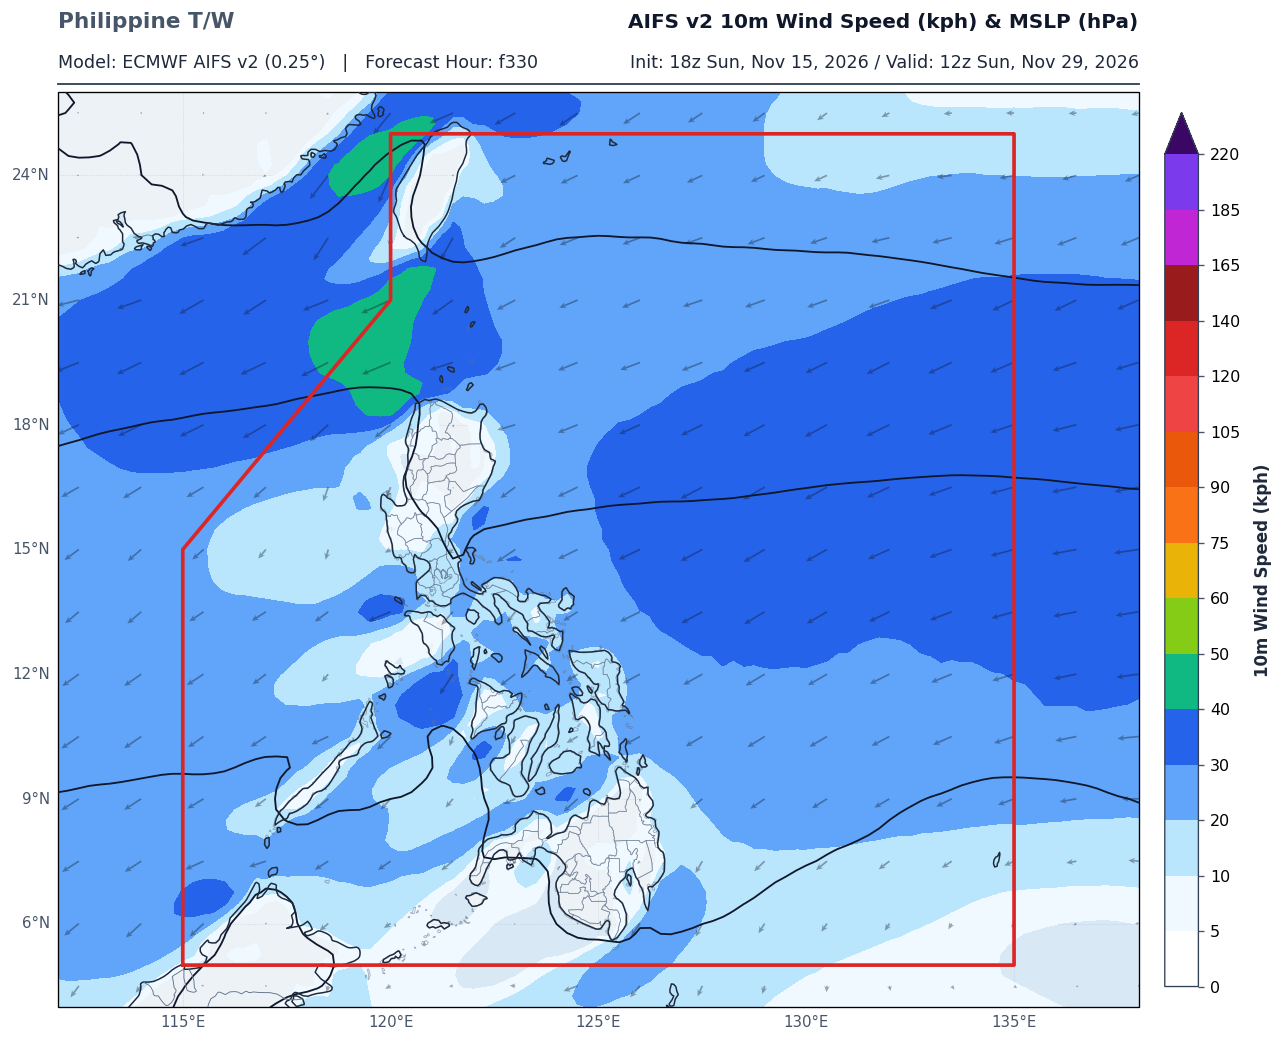 Philippine T/W
AIFS v2 10m Wind Speed (kph) & MSLP (hPa)
Model: ECMWF AIFS v2 (0.25°) | Forecast Hour: f330
Init: 18z Sun, Nov 15, 2026 / Valid: 12z Sun, Nov 29, 2026
24°N
21°N
18°N
15°N
12°N
9°N
6°N
115°E
120°E
125°E
130°E
135°E
220
185
165
140
120
105
90
75
60
50
40
30
20
10
5
0
10m Wind Speed (kph)